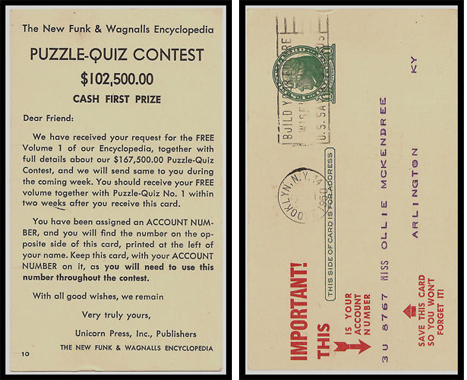 The New Funk & Wagnalls Encyclopedia
PUZZLE-QUIZ CONTEST
$102,500.00
CASH FIRST PRIZE
Dear Friend:
We have received your request for the FREE
Volume 1 of our Encyclopedia, together with
full details about our $167,500.00 Puzzle-Quiz
Contest, and we will send same to you during
the coming week. You should receive your FREE
volume together with Puzzle-Quiz No. 1 within
two weeks after you receive this card.
You have been assigned an ACCOUNT NUM-
BER, and you will find the number on the op-
posite side of this card, printed at the left of
your name. Keep this card, with your ACCOUNT
NUMBER on it, as you will need to use this
number throughout the contest.
With all good wishes, we remain
Very truly yours,
Unicorn Press, Inc., Publishers
10 THE NEW FUNK & WAGNALLS ENCYCLOPEDIA
BUILD
U.S. SAVINGS
OKLYN, N.Y.
1950
THIS SIDE OF CARD IS FOR ADDRESS
IMPORTANT!
THIS
IS YOUR
ACCOUNT
NUMBER
3U 8767 MISS OLLIE MCKENDREE
ARLINGTON KY
SAVE THIS CARD
SO YOU WON'T
FORGET IT!